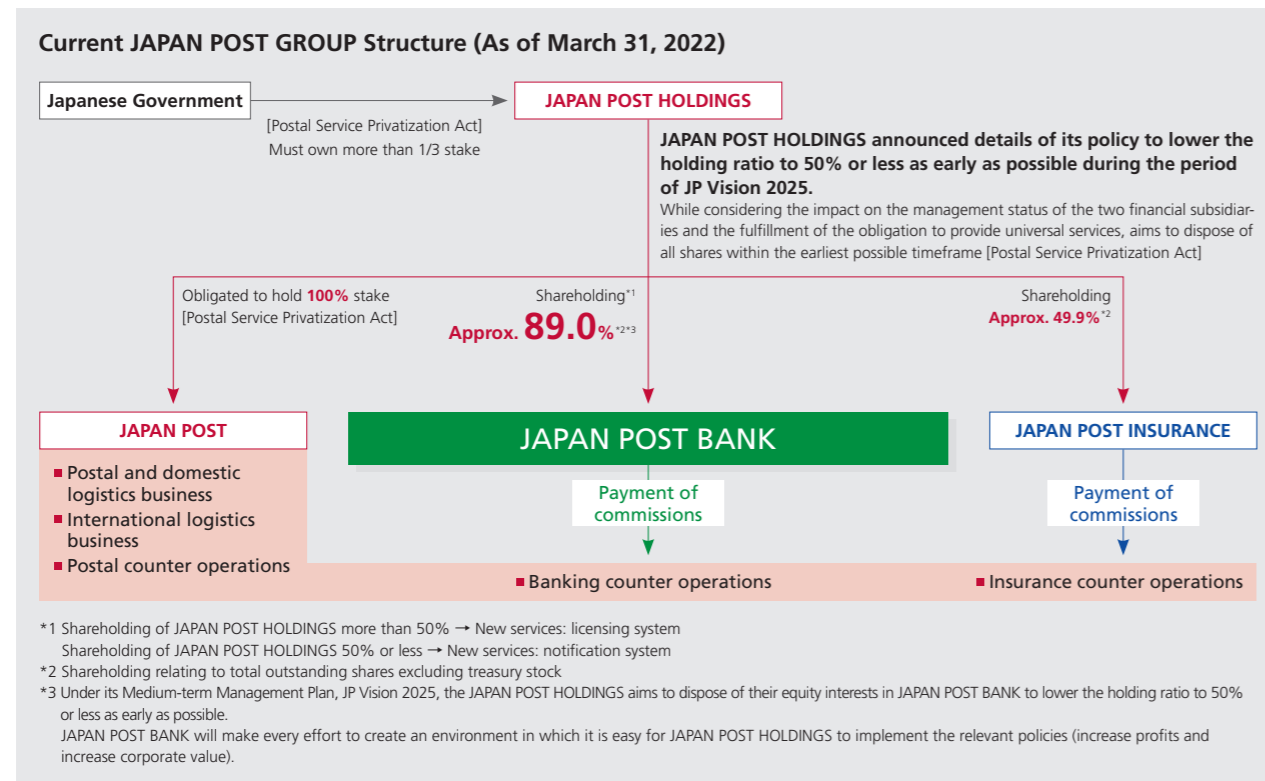 Current JAPAN POST GROUP Structure (As of March 31, 2022)
Japanese Government
[Postal Service Privatization Act]
Must own more than 1/3 stake
JAPAN POST HOLDINGS
JAPAN POST HOLDINGS announced details of its policy to lower the
holding ratio to 50% or less as early as possible during the period
of JP Vision 2025.
While considering the impact on the management status of the two financial subsidiar-
ies and the fulfillment of the obligation to provide universal services, aims to dispose of
all shares within the earliest possible timeframe [Postal Service Privatization Act]
Obligated to hold 100% stake
[Postal Service Privatization Act]
Shareholding*1
Approx. 89.0%*2*3
Shareholding
Approx. 49.9%*2
JAPAN POST
JAPAN POST BANK
JAPAN POST INSURANCE
■ Postal and domestic
logistics business
■ International logistics
business
■ Postal counter operations
Payment of
commissions
Payment of
commissions
■ Banking counter operations
■ Insurance counter operations
*1 Shareholding of JAPAN POST HOLDINGS more than 50% → New services: licensing system
Shareholding of JAPAN POST HOLDINGS 50% or less → New services: notification system
*2 Shareholding relating to total outstanding shares excluding treasury stock
*3 Under its Medium-term Management Plan, JP Vision 2025, the JAPAN POST HOLDINGS aims to dispose of their equity interests in JAPAN POST BANK to lower the holding ratio to 50%
or less as early as possible.
JAPAN POST BANK will make every effort to create an environment in which it is easy for JAPAN POST HOLDINGS to implement the relevant policies (increase profits and
increase corporate value).